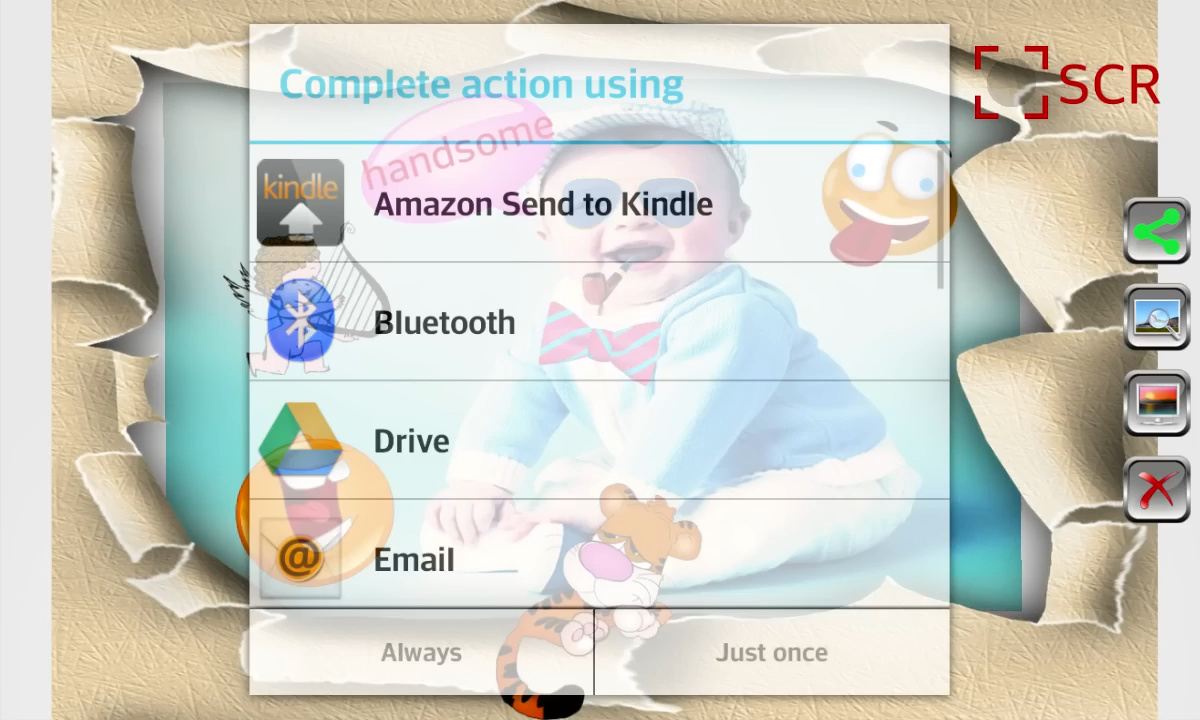 Complete action using
SCR
handsome
kindle
Amazon Send to Kindle
Bluetooth
Drive
@
Email
Always
Just once